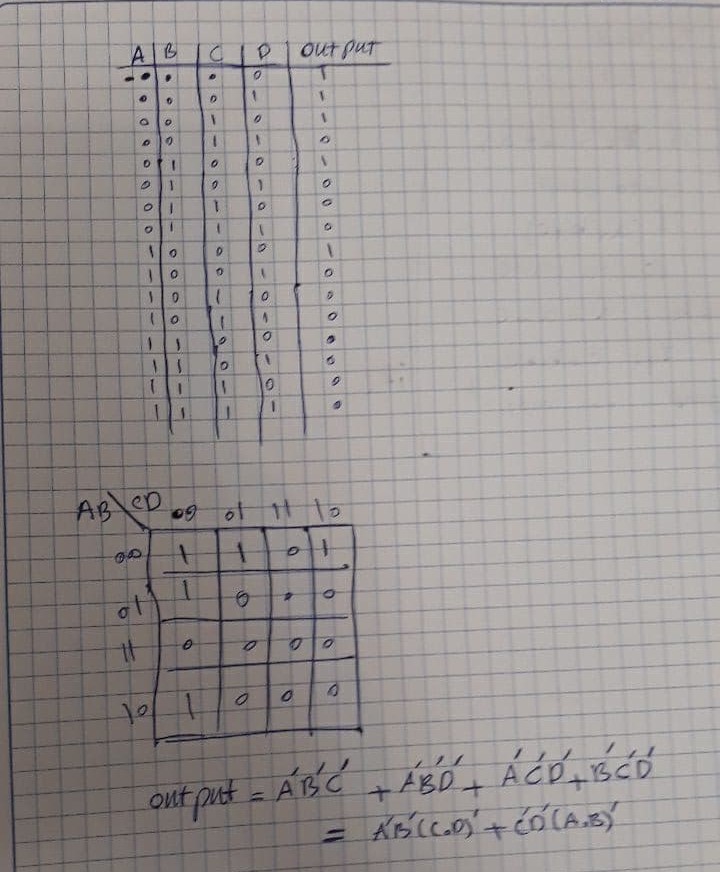 A B C D output
0 0 0 0 1
0 0 0 1 1
0 0 1 0 1
0 0 1 1 0
0 1 0 0 1
0 1 0 1 0
0 1 1 0 0
0 1 1 1 0
1 0 0 0 1
1 0 0 1 0
1 0 1 0 0
1 0 1 1 0
1 1 0 0 0
1 1 0 1 0
1 1 1 0 0
1 1 1 1 0
AB\CD 00 01 11 10
00 1 1 0 1
01 1 0 0 0
11 0 0 0 0
10 1 0 0 0
output = A'B'C' + A'B'D' + A'C'D' + B'C'D'
= A'B'(C.D)' + C'D'(A.B)'